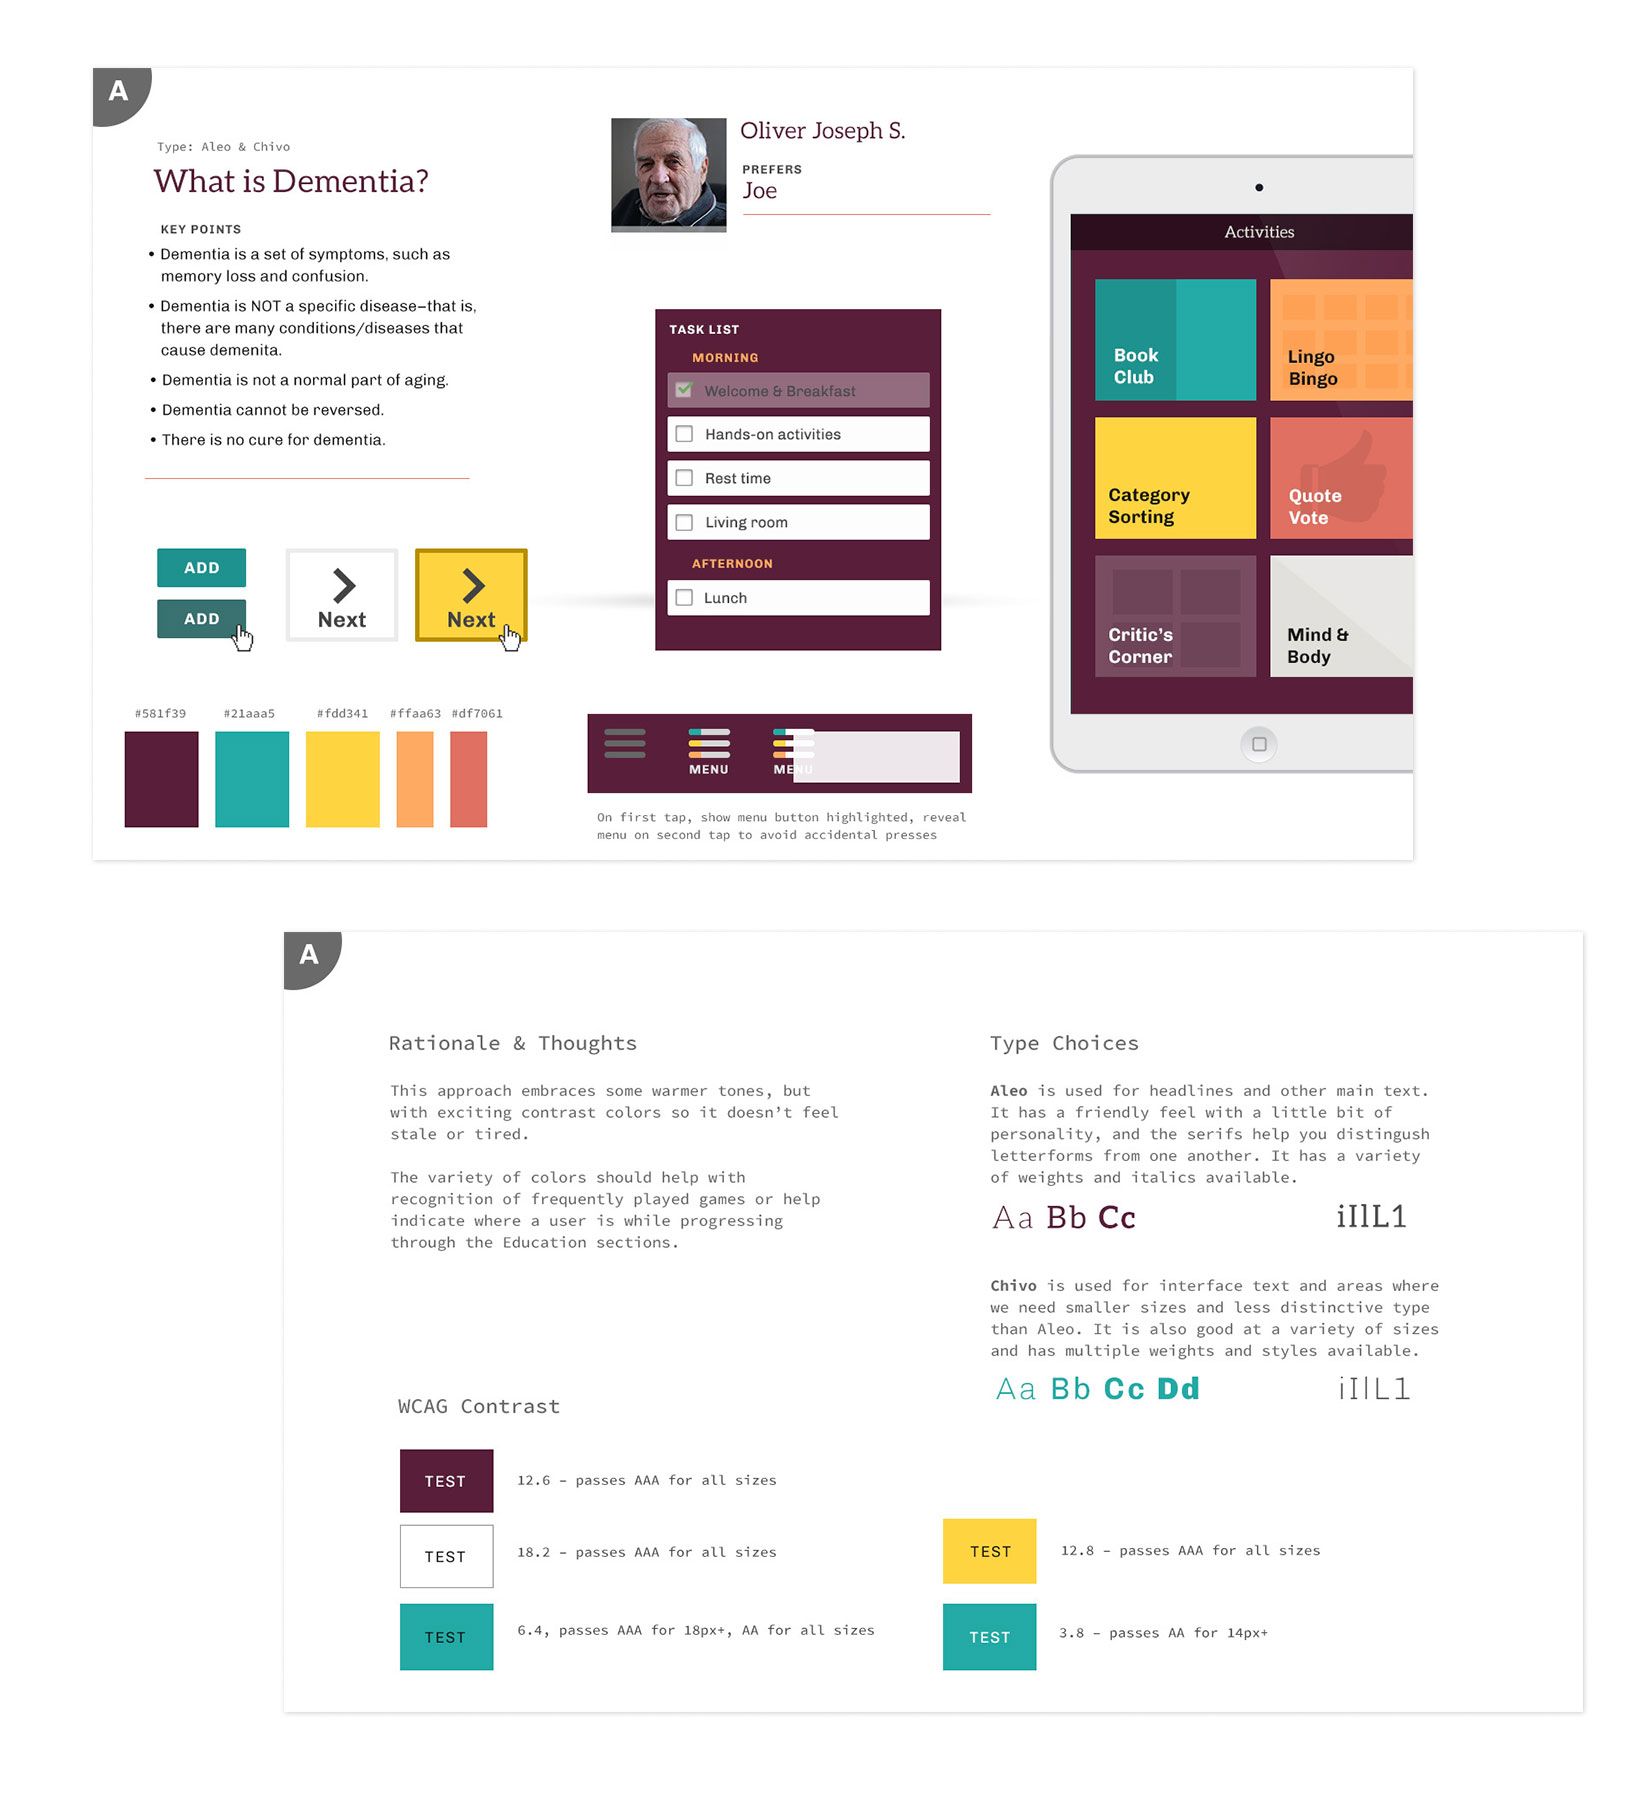 A
Type: Aleo & Chivo
What is Dementia?
KEY POINTS
• Dementia is a set of symptoms, such as
memory loss and confusion.
• Dementia is NOT a specific disease–that is,
there are many conditions/diseases that
cause demenita.
• Dementia is not a normal part of aging.
• Dementia cannot be reversed.
• There is no cure for dementia.
ADD
ADD
Next
Next
#581f39 #21aaa5 #fdd341 #ffaa63 #df7061
Oliver Joseph S.
PREFERS
Joe
TASK LIST
MORNING
Welcome & Breakfast
Hands-on activities
Rest time
Living room
AFTERNOON
Lunch
MENU
MENU
On first tap, show menu button highlighted, reveal
menu on second tap to avoid accidental presses
Activities
Book
Club
Lingo
Bingo
Category
Sorting
Quote
Vote
Critic's
Corner
Mind &
Body
A
Rationale & Thoughts
This approach embraces some warmer tones, but
with exciting contrast colors so it doesn't feel
stale or tired.
The variety of colors should help with
recognition of frequently played games or help
indicate where a user is while progressing
through the Education sections.
Type Choices
Aleo is used for headlines and other main text.
It has a friendly feel with a little bit of
personality, and the serifs help you distingush
letterforms from one another. It has a variety
of weights and italics available.
Aa Bb Cc
iIlL1
Chivo is used for interface text and areas where
we need smaller sizes and less distinctive type
than Aleo. It is also good at a variety of sizes
and has multiple weights and styles available.
Aa Bb Cc Dd
iIlL1
WCAG Contrast
TEST
12.6 – passes AAA for all sizes
TEST
18.2 – passes AAA for all sizes
TEST
6.4, passes AAA for 18px+, AA for all sizes
TEST
12.8 – passes AAA for all sizes
TEST
3.8 – passes AA for 14px+